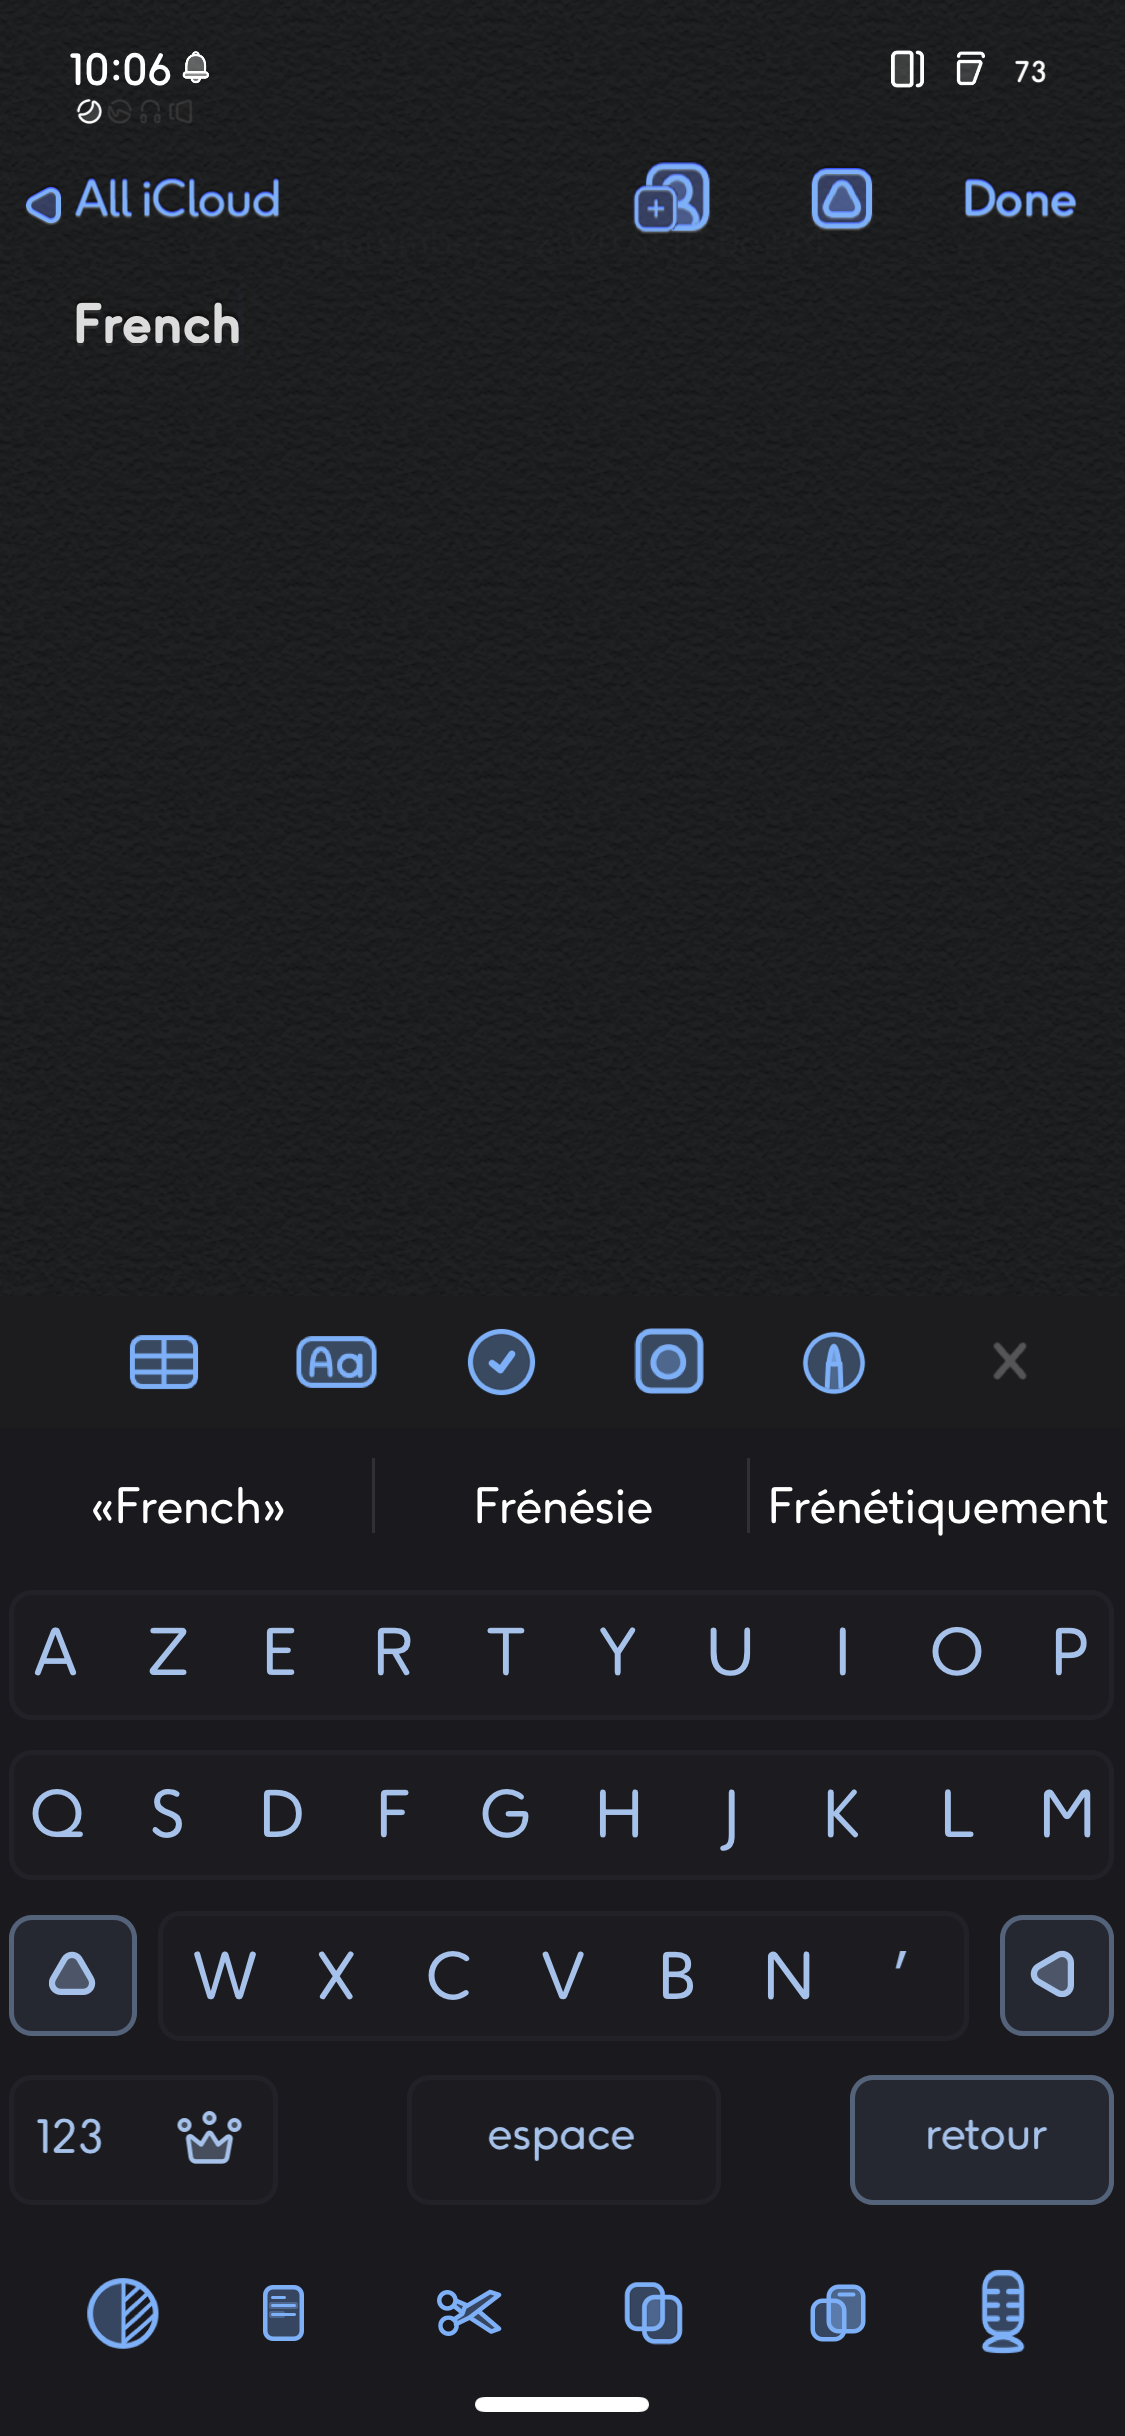 10:06
73
All iCloud
Done
French
Aa
«French» Frénésie Frénétiquement
A Z E R T Y U I O P
Q S D F G H J K L M
W X C V B N ′
123 espace retour